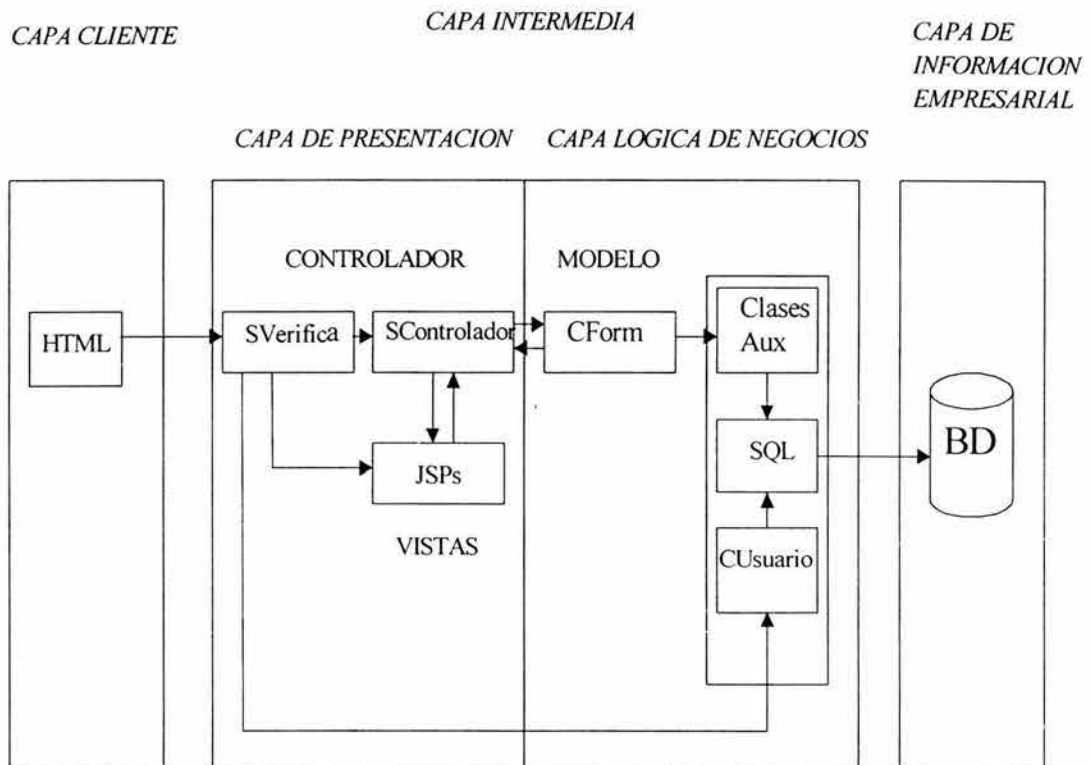 CAPA CLIENTE
CAPA INTERMEDIA
CAPA DE
INFORMACION
EMPRESARIAL
CAPA DE PRESENTACION
CAPA LOGICA DE NEGOCIOS
CONTROLADOR
MODELO
HTML
SVerifica
SControlador
CForm
Clases
Aux
JSPs
SQL
BD
VISTAS
CUsuario